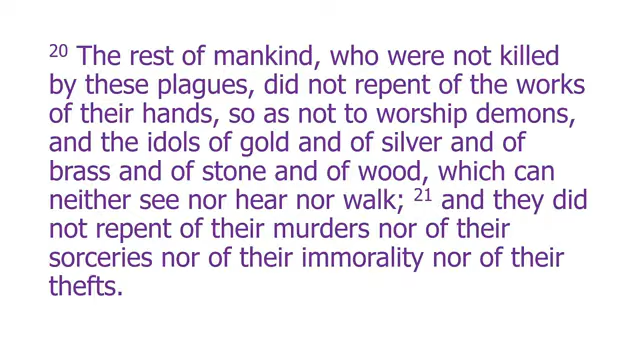 20 The rest of mankind, who were not killed
by these plagues, did not repent of the works
of their hands, so as not to worship demons,
and the idols of gold and of silver and of
brass and of stone and of wood, which can
neither see nor hear nor walk; 21 and they did
not repent of their murders nor of their
sorceries nor of their immorality nor of their
thefts.